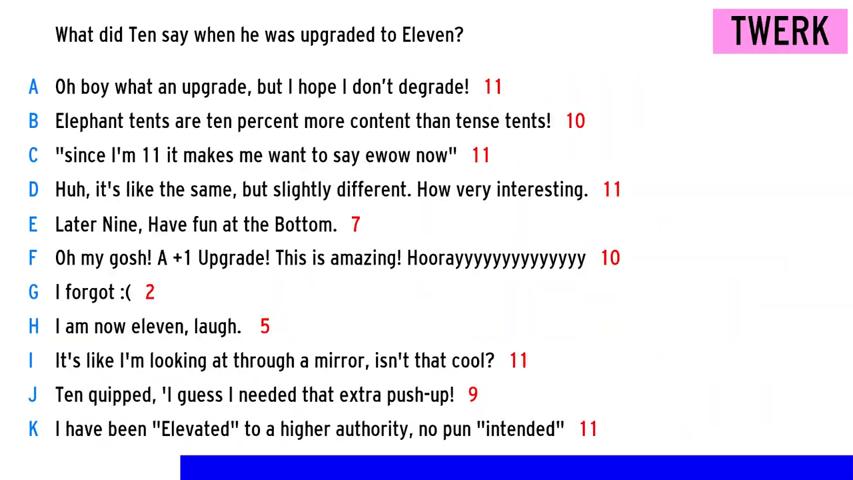 What did Ten say when he was upgraded to Eleven?
TWERK
A Oh boy what an upgrade, but I hope I don’t degrade! 11
B Elephant tents are ten percent more content than tense tents! 10
C "since I'm 11 it makes me want to say ewow now" 11
D Huh, it's like the same, but slightly different. How very interesting. 11
E Later Nine, Have fun at the Bottom. 7
F Oh my gosh! A +1 Upgrade! This is amazing! Hoorayyyyyyyyyyyyyyy 10
G I forgot :( 2
H I am now eleven, laugh. 5
I It's like I'm looking at through a mirror, isn't that cool? 11
J Ten quipped, 'I guess I needed that extra push-up! 9
K I have been "Elevated" to a higher authority, no pun "intended" 11